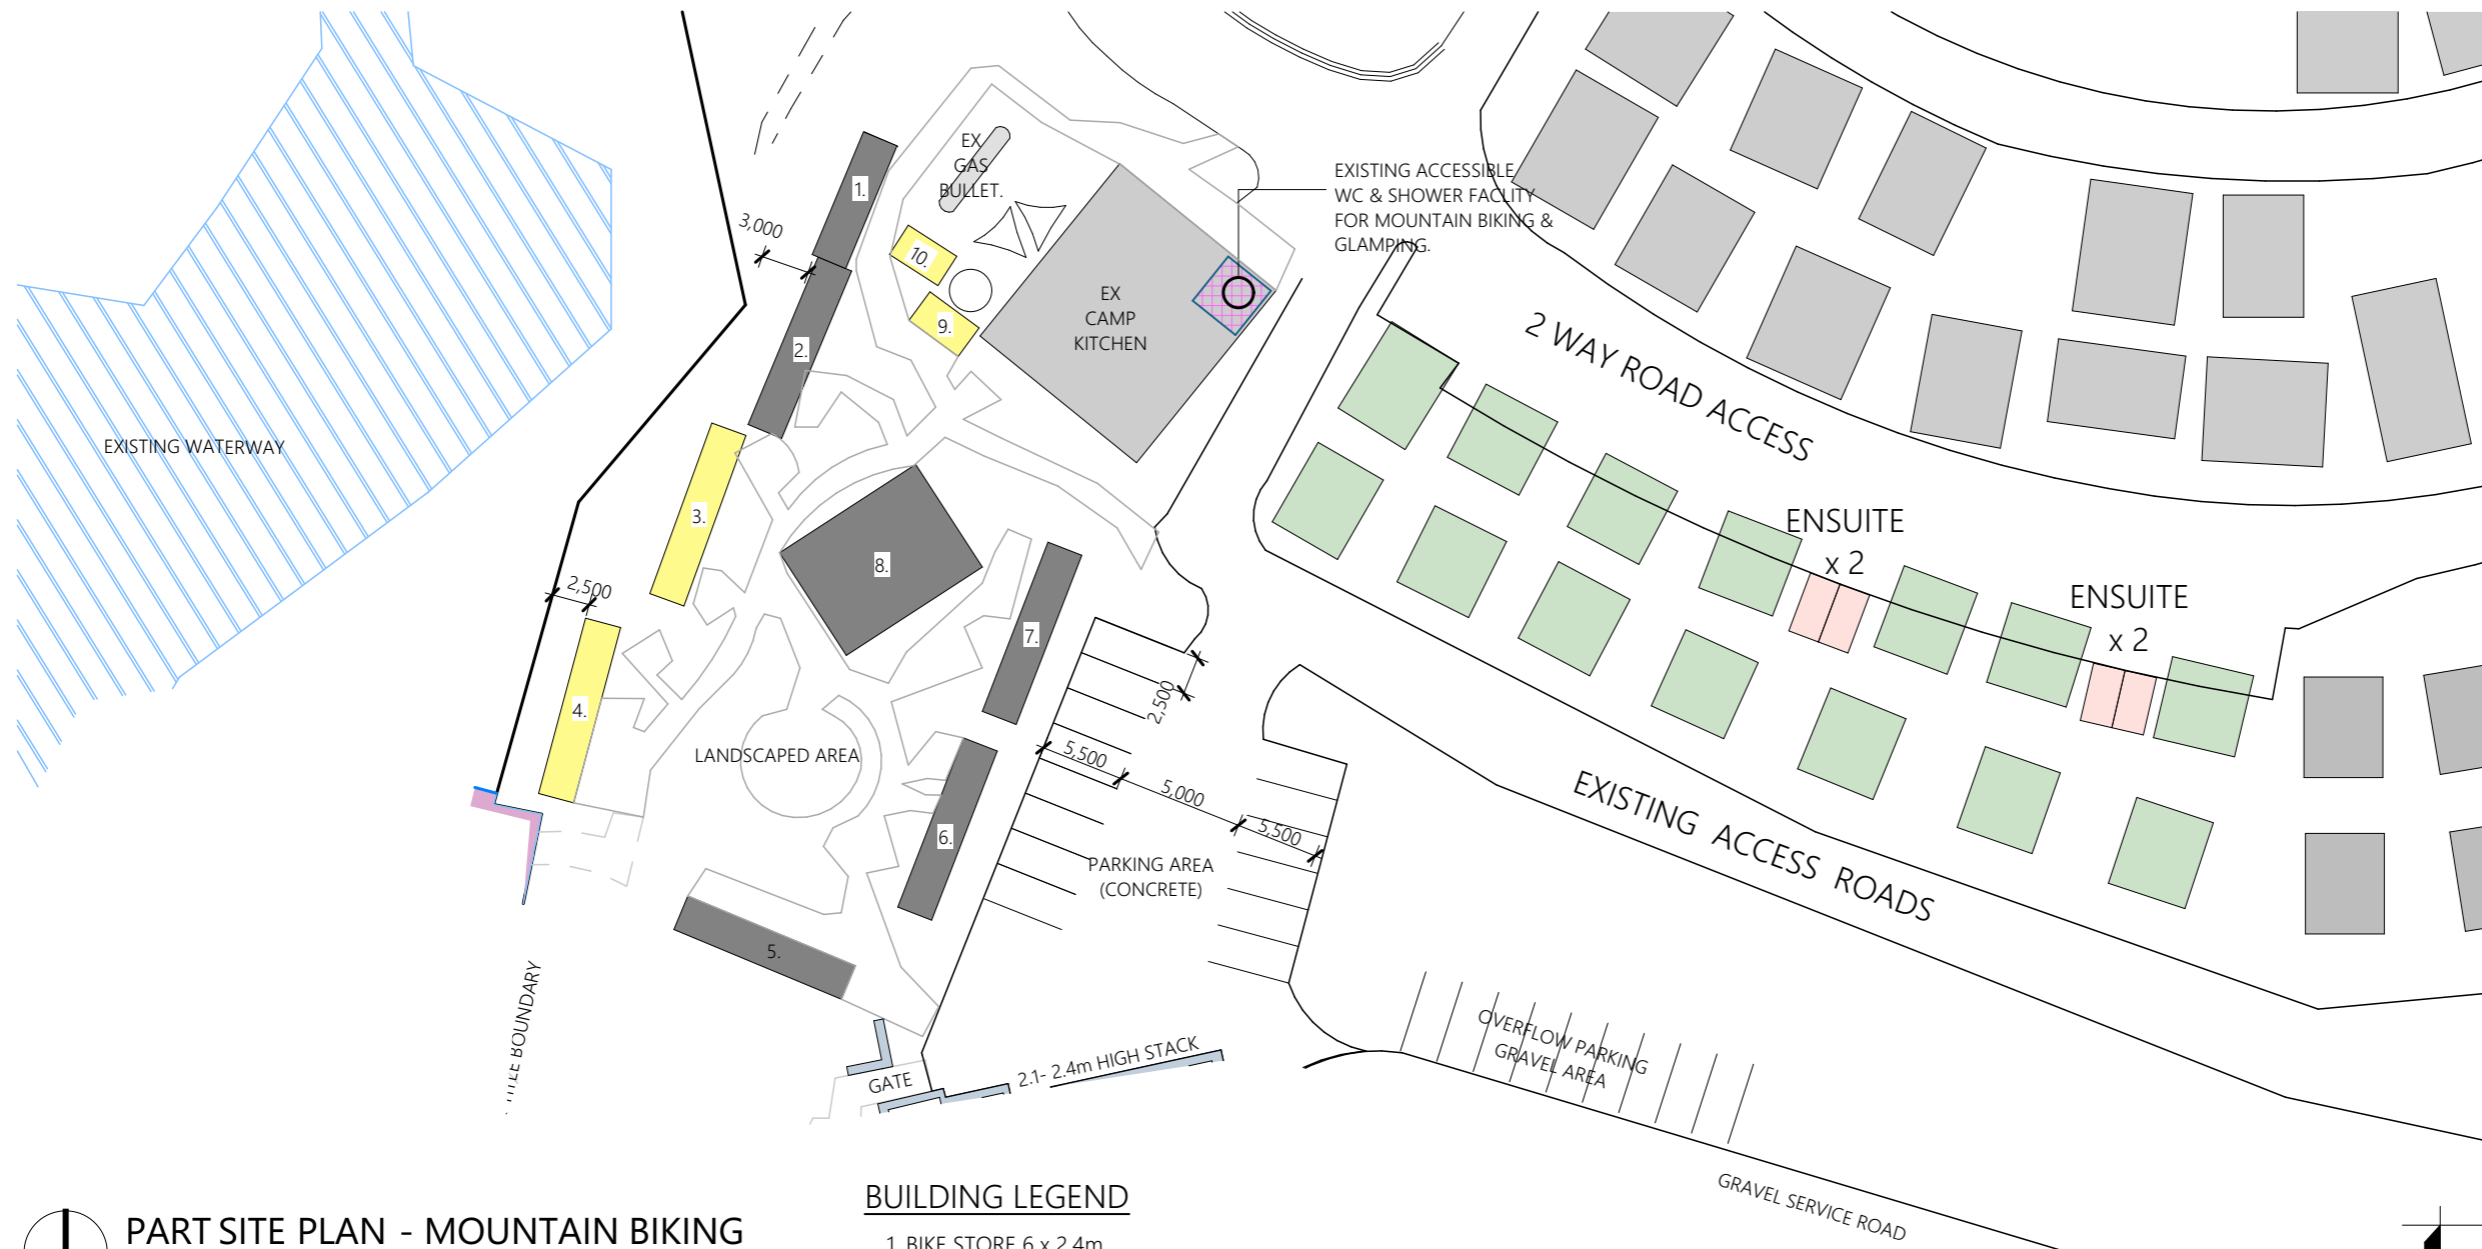 EX
GAS
BULLET.
1.
3,000
10.
9.
2.
EX
CAMP
KITCHEN
EXISTING ACCESSIBLE
WC & SHOWER FACLITY
FOR MOUNTAIN BIKING &
GLAMPING.
2 WAY ROAD ACCESS
EXISTING WATERWAY
3.
8.
2,500
4.
7.
2,500
ENSUITE
x 2
ENSUITE
x 2
LANDSCAPED AREA
5,500
5,000
5,500
6.
PARKING AREA
(CONCRETE)
EXISTING ACCESS ROADS
5.
BOUNDARY
GATE
2.1- 2.4m HIGH STACK
OVERFLOW PARKING
GRAVEL AREA
GRAVEL SERVICE ROAD
PART SITE PLAN - MOUNTAIN BIKING
BUILDING LEGEND
1. BIKE STORE 6 x 2.4m